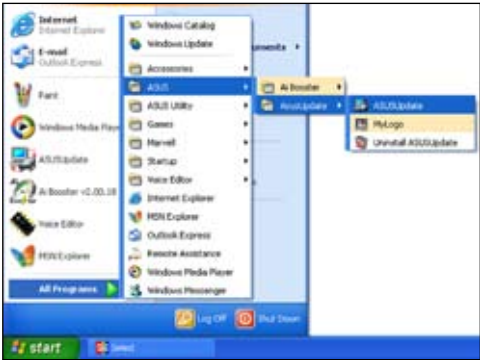 Internet
Internet Explorer
E-mail
Outlook Express
Paint
Windows Media Play
ASUSUpdate
Ai Booster v2.00.18
Voice Editor
MSN Explorer
All Programs
Windows Catalog
Windows Update
Accessories
ASUS
ASUS Utility
Games
Marvell
Startup
Voice Editor
Internet Explorer
MSN Explorer
Outlook Express
Remote Assistance
Windows Media Player
Windows Messenger
uments
Ai Booster
AsusUpdate
ASUSUpdate
MyLogo
Uninstall ASUSUpdate
Log Off
Shut Down
start